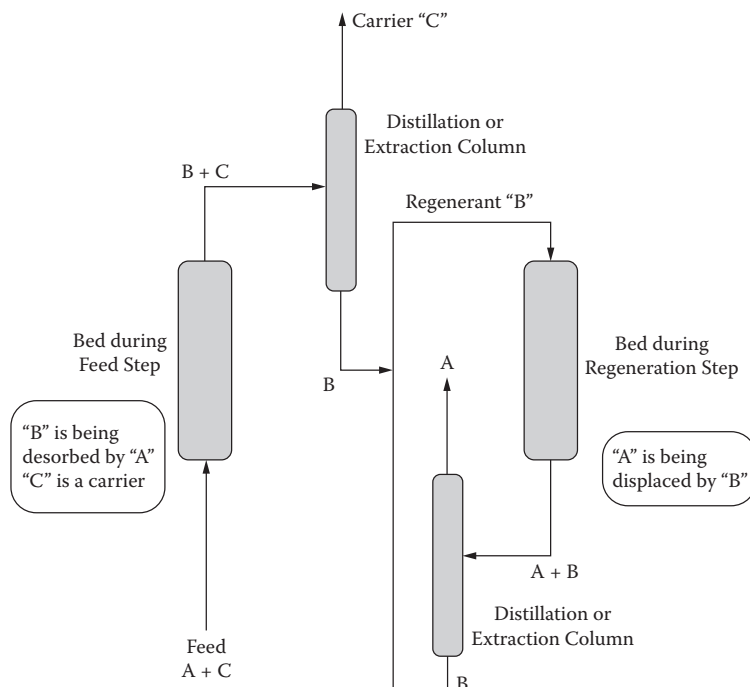 Carrier “C”
Distillation or
Extraction Column
B + C
Regenerant “B”
Bed during
Feed Step
B
A
Bed during
Regeneration Step
“B” is being
desorbed by “A”
“C” is a carrier
“A” is being
displaced by “B”
A + B
Distillation or
Extraction Column
Feed
A + C
B